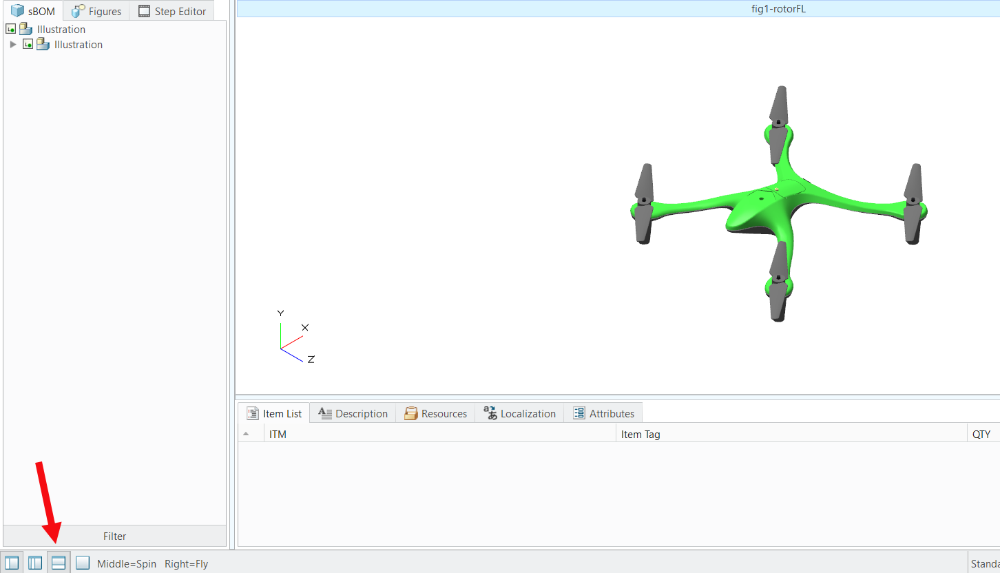 sBOM
Figures
Step Editor
Illustration
Illustration
Filter
fig1-rotorFL
Y
X
Z
Item List
Description
Resources
Localization
Attributes
ITM
Item Tag
QTY
Middle=Spin Right=Fly